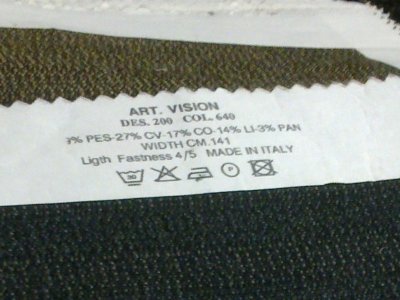 ART. VISION
DES. 200 COL. 640
% PES-27% CV-17% CO-14% LI-3% PAN
WIDTH CM.141
Ligth Fastness 4/5 MADE IN ITALY
30 P